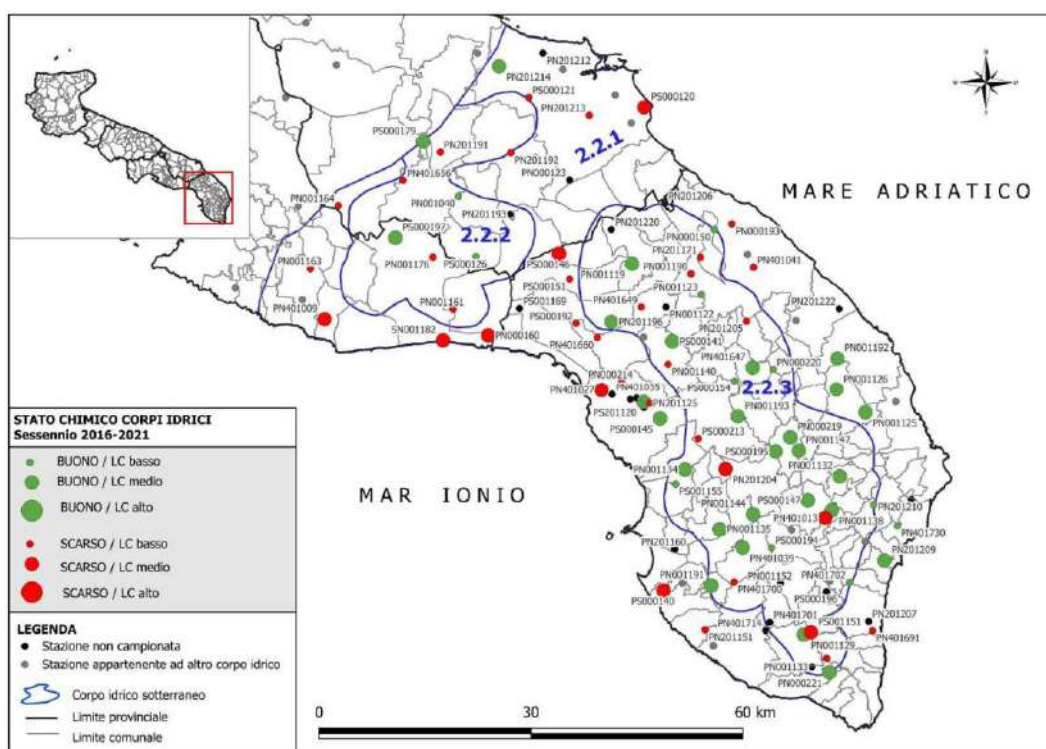 PN201212
PN201214
PS000121
PS000120
PN201213
PS000179
PN201191
2.2.1
PN201192
PN401656
PN000123
MARE ADRIATICO
PN001164
PN001040
PN201193
PN201206
PS000197
2.2.2
PN201220
PN000150
PN000193
PN001163
PN001176
PS000126
PS000146
PN201171
PN001119
PN001190
PN401041
PS000151
PN001123
PN401009
PN001161
PS001169
PN401649
PN001122
PN201222
PS000192
PN201196
PN201205
SN001182
PN000160
PN401660
PS000141
PN401647
PN000220
PN001192
PN001140
PN000214
PS000154
2.2.3
PN001126
PN401027
PN401035
PN201125
PS201120
PN001193
PN001125
PS000145
PS000213
PN000219
PN001147
STATO CHIMICO CORPI IDRICI
Sessennio 2016-2021
PS000195
PN001132
BUONO / LC basso
PN001134
MAR IONIO
PN201204
BUONO / LC medio
PS001155
PS000147
PN001144
PN201210
BUONO / LC alto
PN401013
PN001138
PN401730
PN001135
SCARSO / LC basso
PS000194
PN201160
PN401039
PN201209
SCARSO / LC medio
PN001191
PN001152
PN401702
PN401700
SCARSO / LC alto
PS000140
PS000196
PN401701
PN201207
LEGENDA
PN401714
PS001151
Stazione non campionata
PN201151
PN001129
PN401691
Stazione appartenente ad altro corpo idrico
PN001133
PN000221
Corpo idrico sotterraneo
Limite provinciale
0 30 60 km
Limite comunale